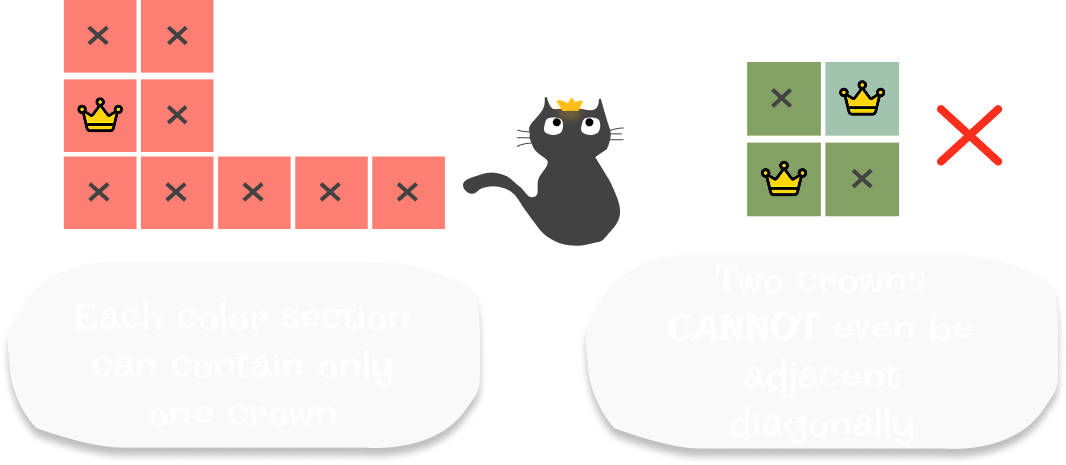 Each color section
can contain only
one crown
Two crowns
CANNOT even be
adjacent
diagonally